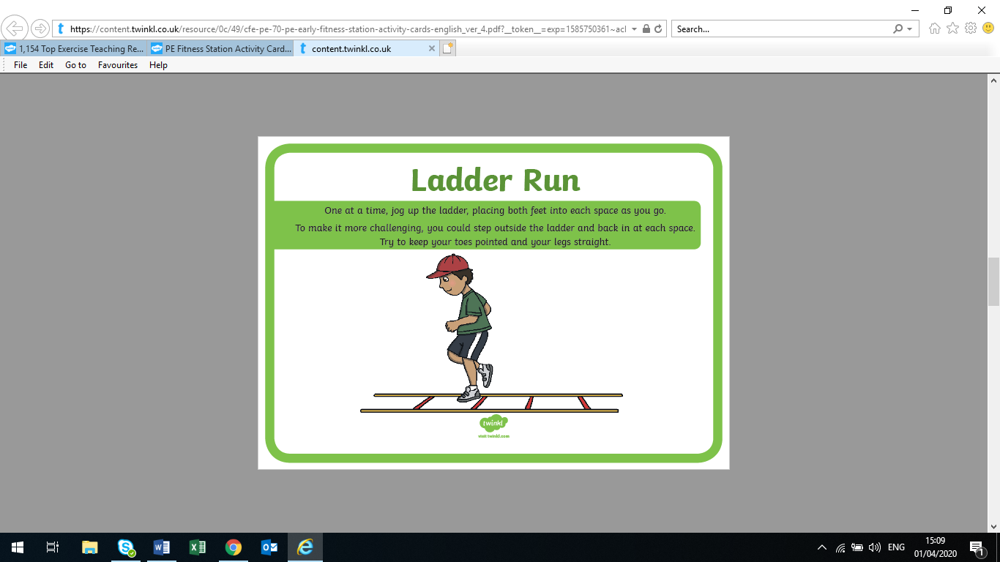 https://content.twinkl.co.uk/resource/0c/49/cfe-pe-70-pe-early-fitness-station-activity-cards-english_ver_4.pdf?__token__=exp=1585750361~acl
Search...
1,154 Top Exercise Teaching Re...
PE Fitness Station Activity Card...
content.twinkl.co.uk
File Edit Go to Favourites Help
Ladder Run
One at a time, jog up the ladder, placing both feet into each space as you go.
To make it more challenging, you could step outside the ladder and back in at each space.
Try to keep your toes pointed and your legs straight.
twinkl
visit twinkl.com
ENG
15:09
01/04/2020
1